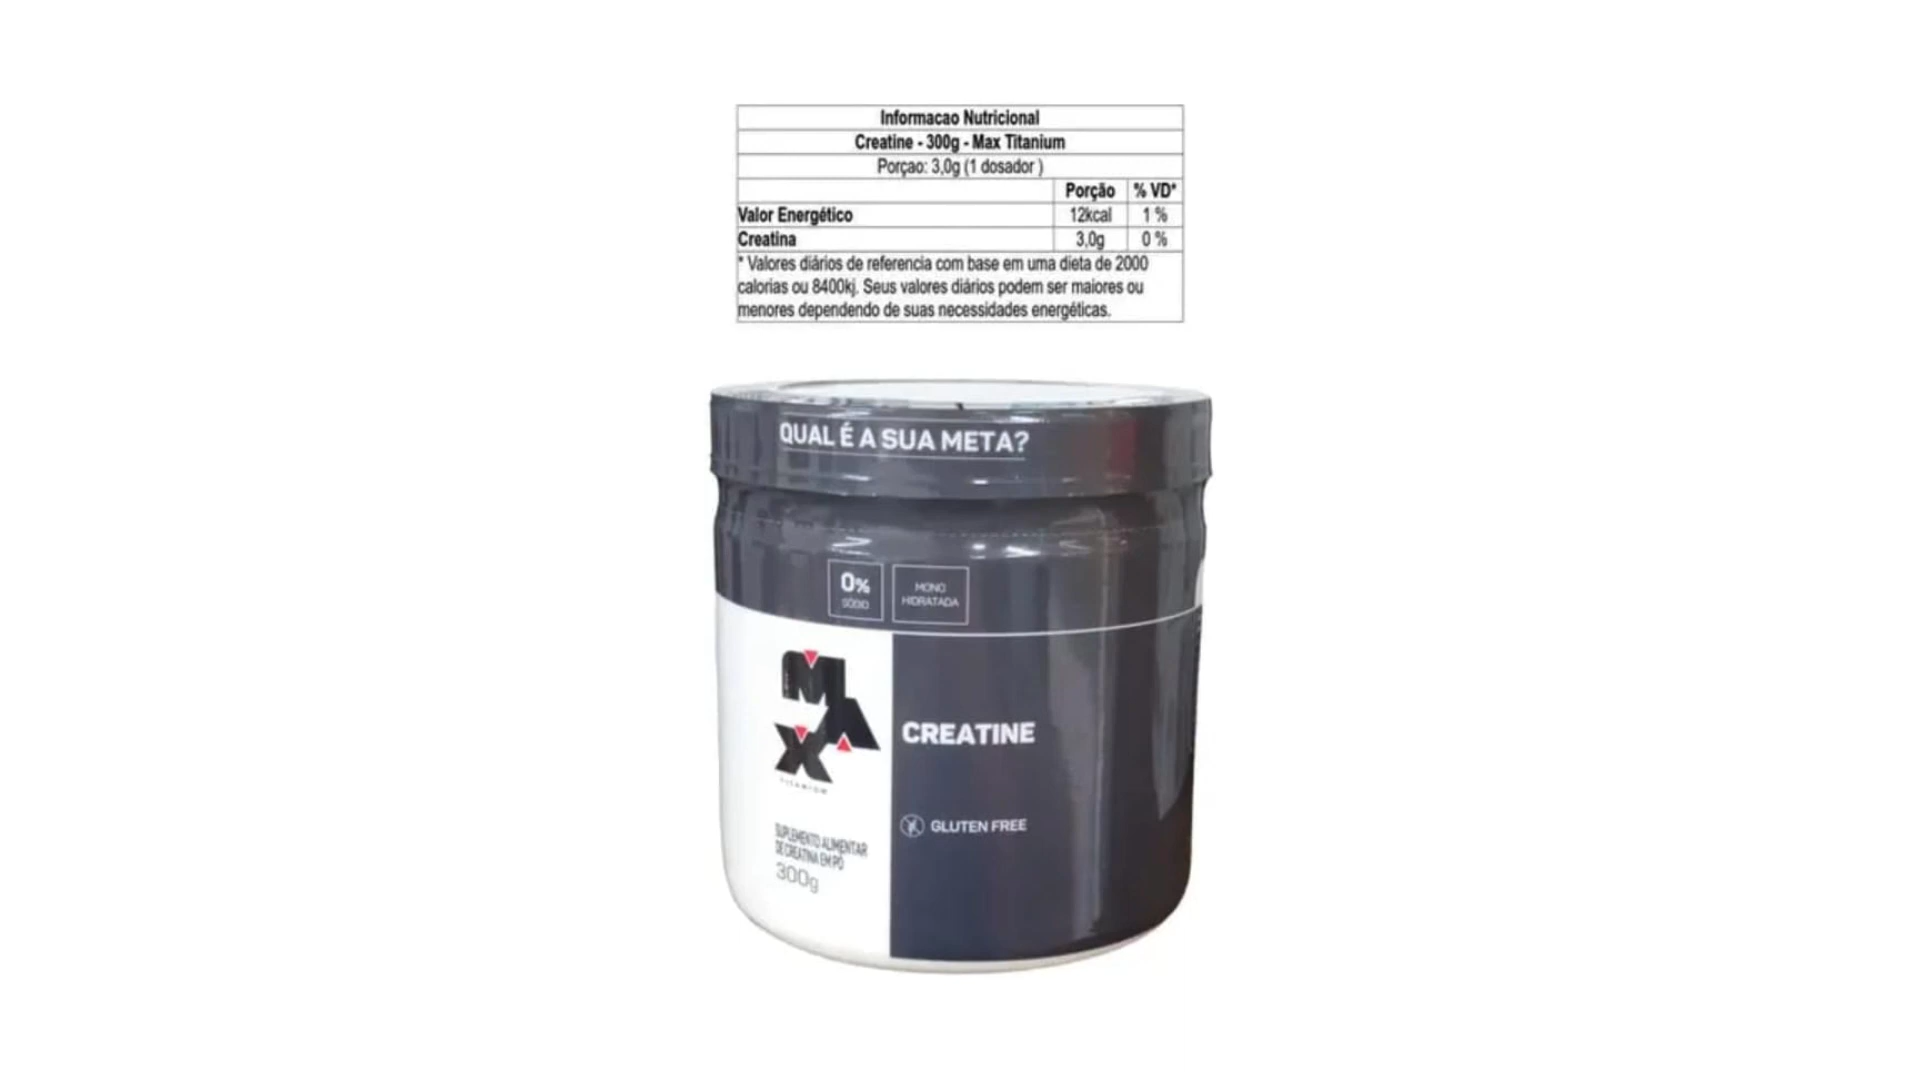 Informacao Nutricional
Creatine - 300g - Max Titanium
Porçao: 3,0g (1 dosador )
Porção % VD*
Valor Energético 12kcal 1 %
Creatina 3,0g 0 %
* Valores diários de referencia com base em uma dieta de 2000
calorias ou 8400kj. Seus valores diários podem ser maiores ou
menores dependendo de suas necessidades energéticas.
QUAL É A SUA META?
0%
SÓDIO
MONO
HIDRATADA
MAX
TITANIUM
CREATINE
GLUTEN FREE
SUPLEMENTO ALIMENTAR
DE CREATINA EM PÓ
300g